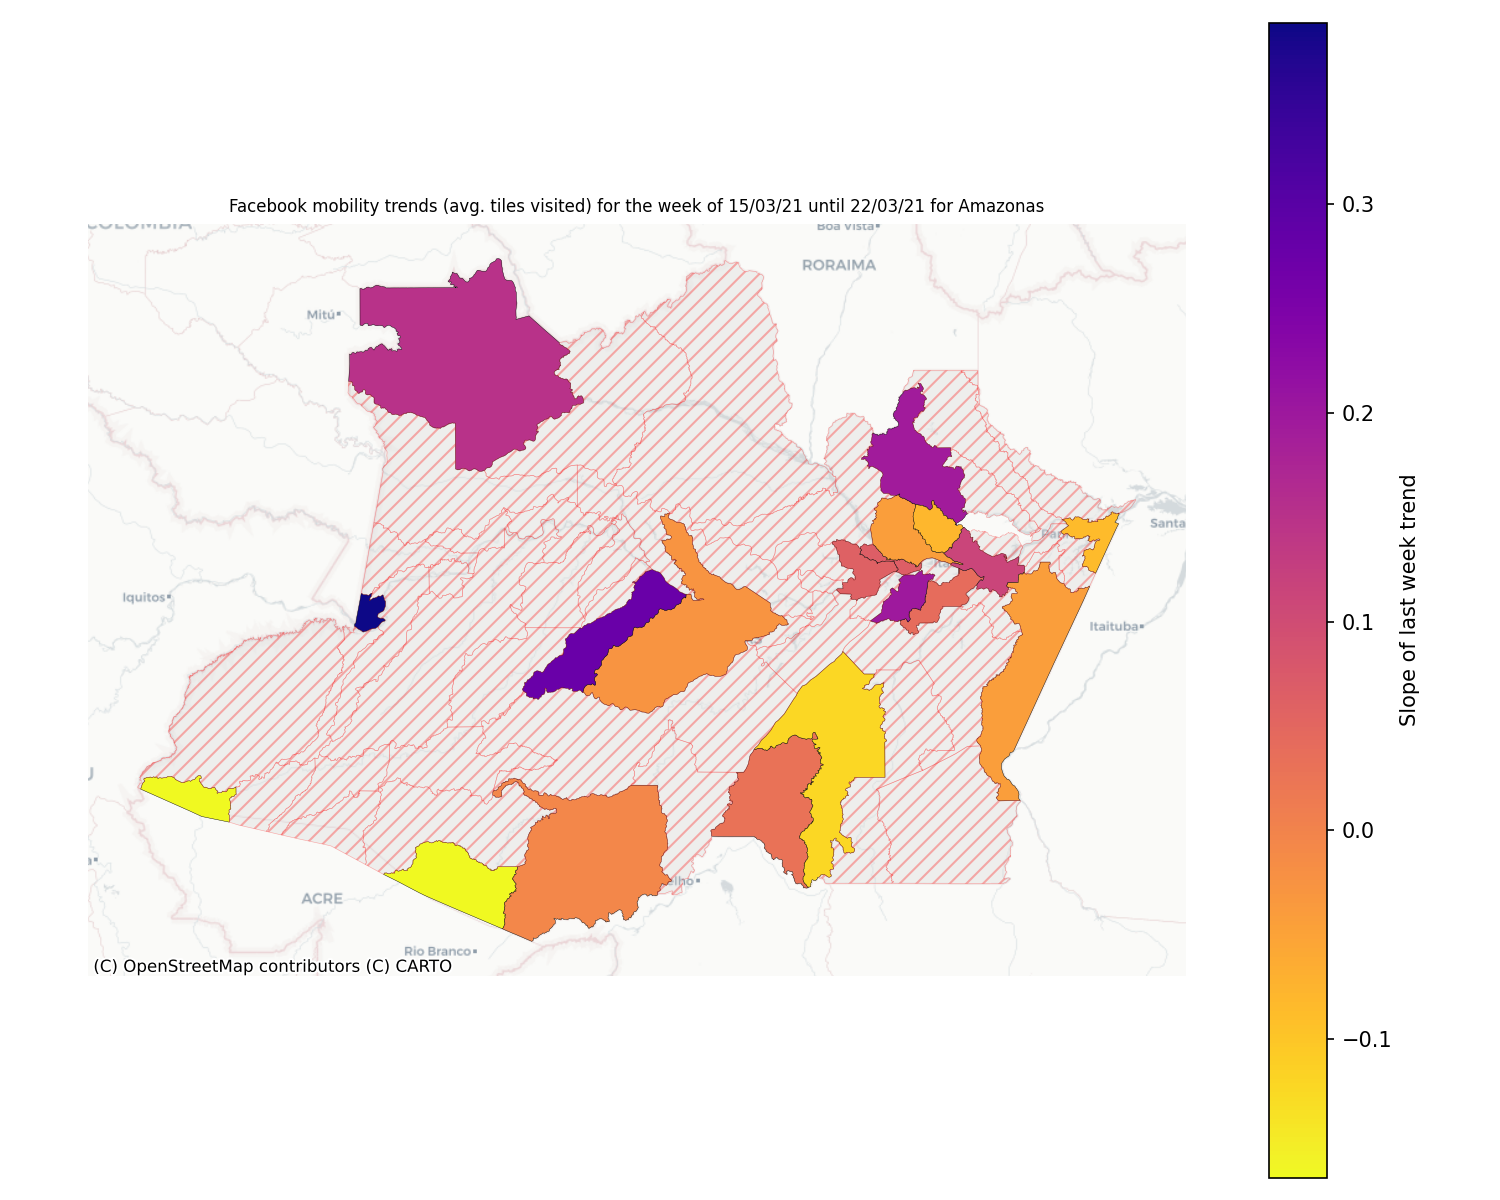 Facebook mobility trends (avg. tiles visited) for the week of 15/03/21 until 22/03/21 for Amazonas
COLOMBIA
Boa Vista
RORAIMA
Mitú
Santa
Iquitos
Itaituba
ACRE
Rio Branco
(C) OpenStreetMap contributors (C) CARTO
0.3
0.2
0.1
0.0
−0.1
Slope of last week trend